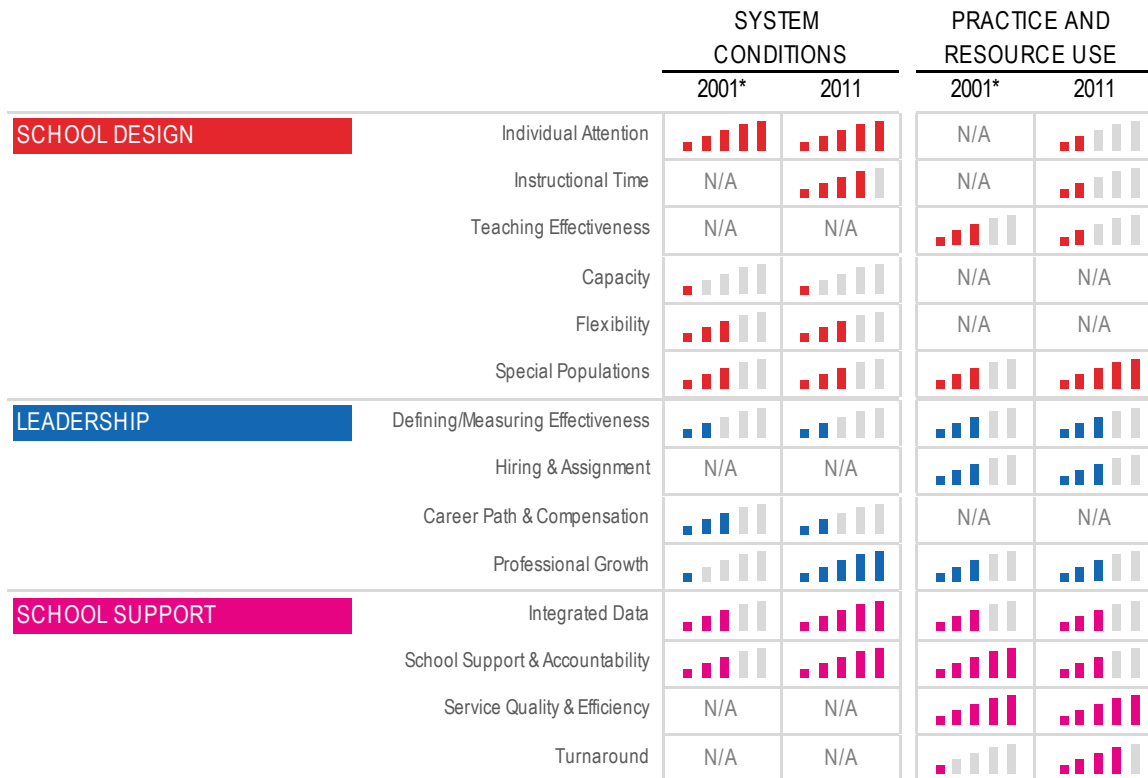 SYSTEM CONDITIONS
PRACTICE AND RESOURCE USE
2001* 2011 2001* 2011
SCHOOL DESIGN Individual Attention N/A
Instructional Time N/A N/A
Teaching Effectiveness N/A N/A
Capacity N/A N/A
Flexibility N/A N/A
Special Populations
LEADERSHIP Defining/Measuring Effectiveness
Hiring & Assignment N/A N/A
Career Path & Compensation N/A N/A
Professional Growth
SCHOOL SUPPORT Integrated Data
School Support & Accountability
Service Quality & Efficiency N/A N/A
Turnaround N/A N/A